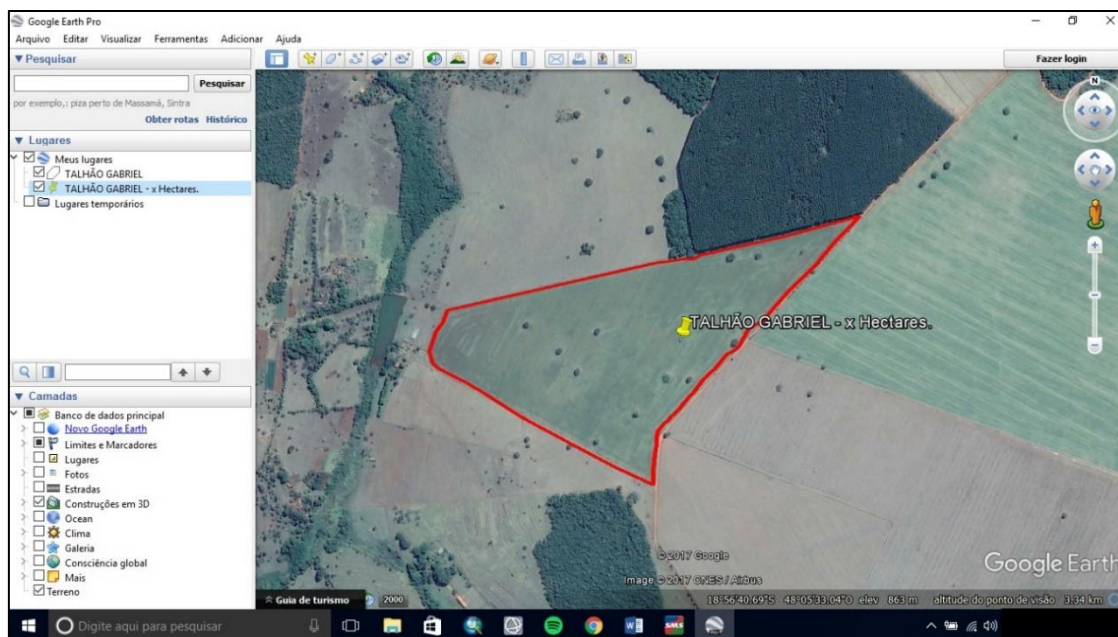 Google Earth Pro
Arquivo Editar Visualizar Ferramentas Adicionar Ajuda
Pesquisar
Fazer login
N
Pesquisar
por exemplo,: piza perto de Massamá, Sintra
Obter rotas Histórico
Lugares
Meus lugares
TALHÃO GABRIEL
TALHÃO GABRIEL - x Hectares.
Lugares temporários
TALHÃO GABRIEL - x Hectares.
Camadas
Banco de dados principal
Novo Google Earth
Limites e Marcadores
Lugares
Fotos
Estradas
Construções em 3D
Ocean
Clima
Galeria
Consciência global
Mais
Terreno
© 2017 Google
Image © 2017 CNES / Airbus
Google Earth
Guia de turismo 2000 18°56'40.69"S 48°05'33.04"O elev 863 m altitude do ponto de visão 3.34 km
Digite aqui para pesquisar
SMS